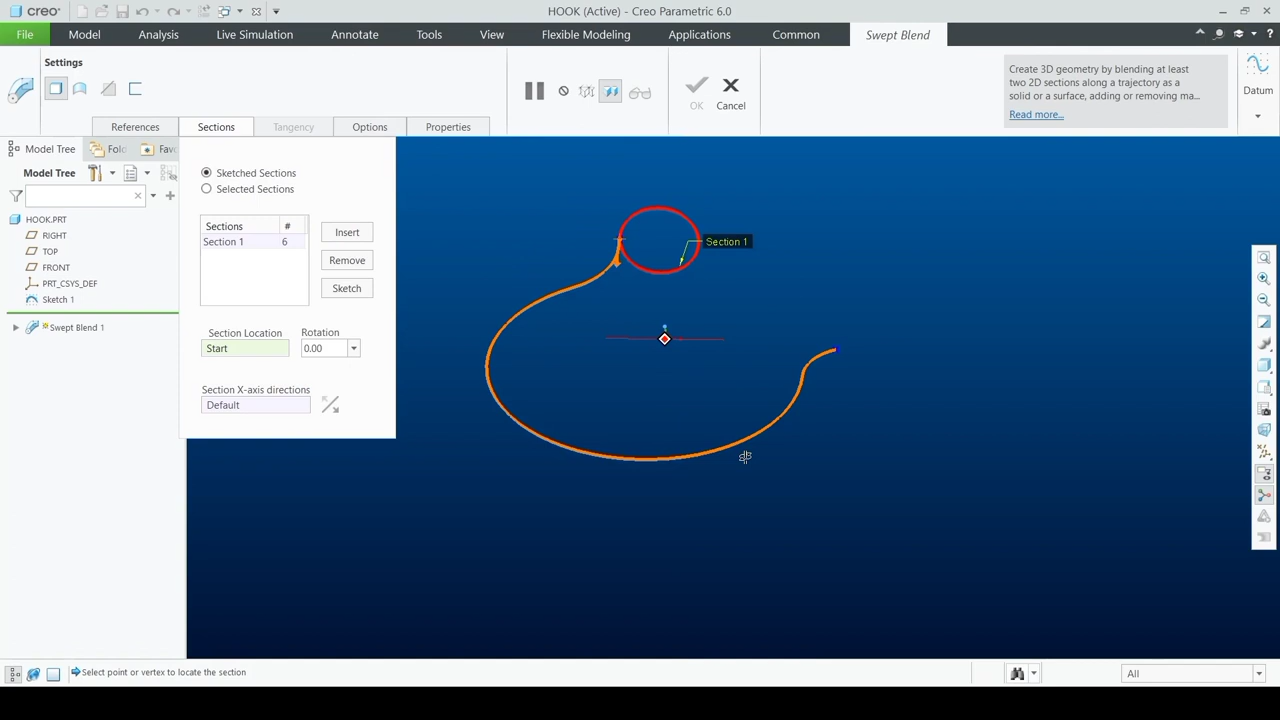 creo
HOOK (Active) - Creo Parametric 6.0
File Model Analysis Live Simulation Annotate Tools View Flexible Modeling Applications Common Swept Blend
Settings
OK Cancel
Create 3D geometry by blending at least
two 2D sections along a trajectory as a
solid or a surface, adding or removing ma...
Read more...
Datum
References Sections Tangency Options Properties
Model Tree Fold Favo
Model Tree
HOOK.PRT
RIGHT
TOP
FRONT
PRT_CSYS_DEF
Sketch 1
Swept Blend 1
Sketched Sections
Selected Sections
Sections #
Section 1 6
Insert
Remove
Sketch
Section Location Rotation
Start 0.00
Section X-axis directions
Default
Section 1
Select point or vertex to locate the section
All